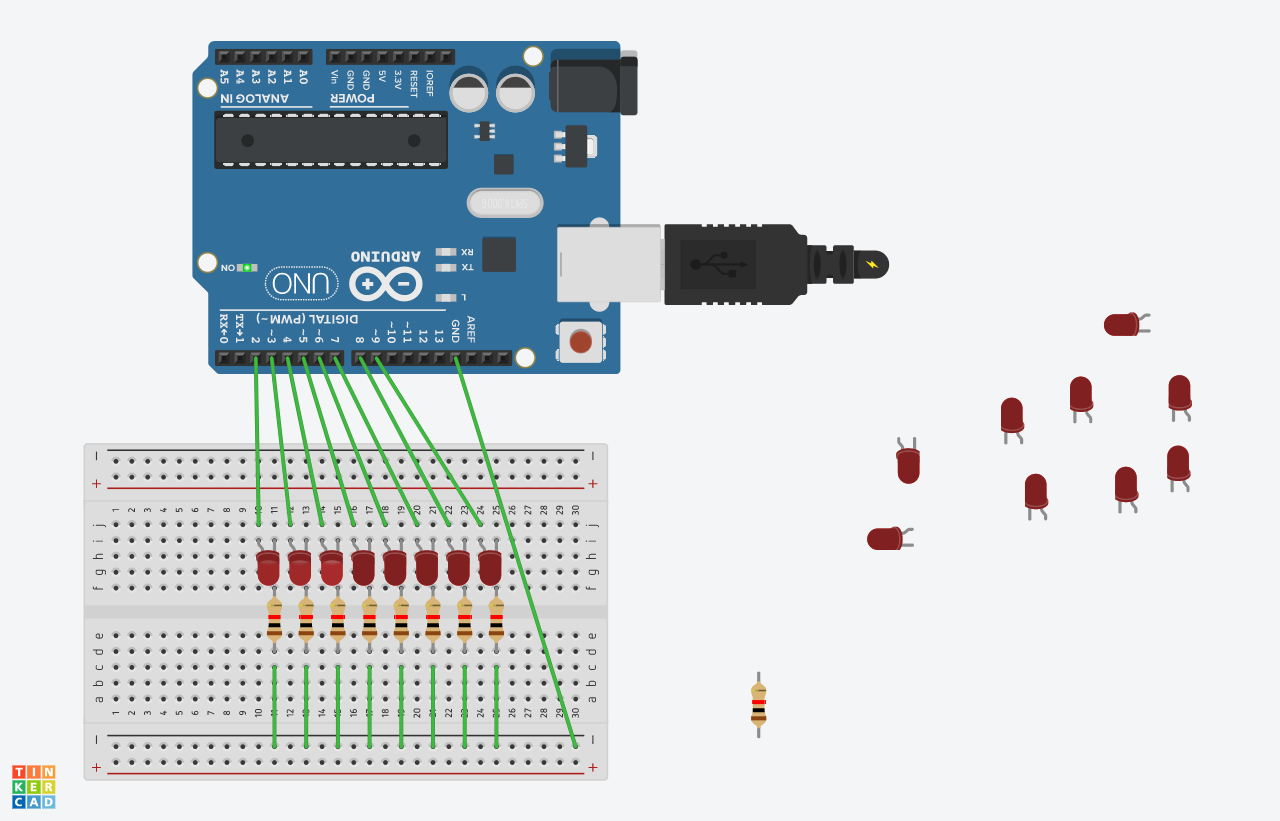 A5 A4 A3 A2 A1 A0 Vin GND GND 5V 3.3V RESET IOREF
ANALOG IN POWER
RX
TX
ARDUINO
ON
UNO
L
DIGITAL (PWM~)
RX←0 TX→1 2 ~3 4 ~5 ~6 7 8 ~9 ~10 ~11 12 13 GND AREF
− −
+ +
1 2 3 4 5 6 7 8 9 10 11 12 13 14 15 16 17 18 19 20 21 22 23 24 25 26 27 28 29 30
j j
i i
h h
g g
f f
e e
d d
c c
b b
a a
1 2 3 4 5 6 7 8 9 10 11 12 13 14 15 16 17 18 19 20 21 22 23 24 25 26 27 28 29 30
− −
+ +
TIN
KER
CAD